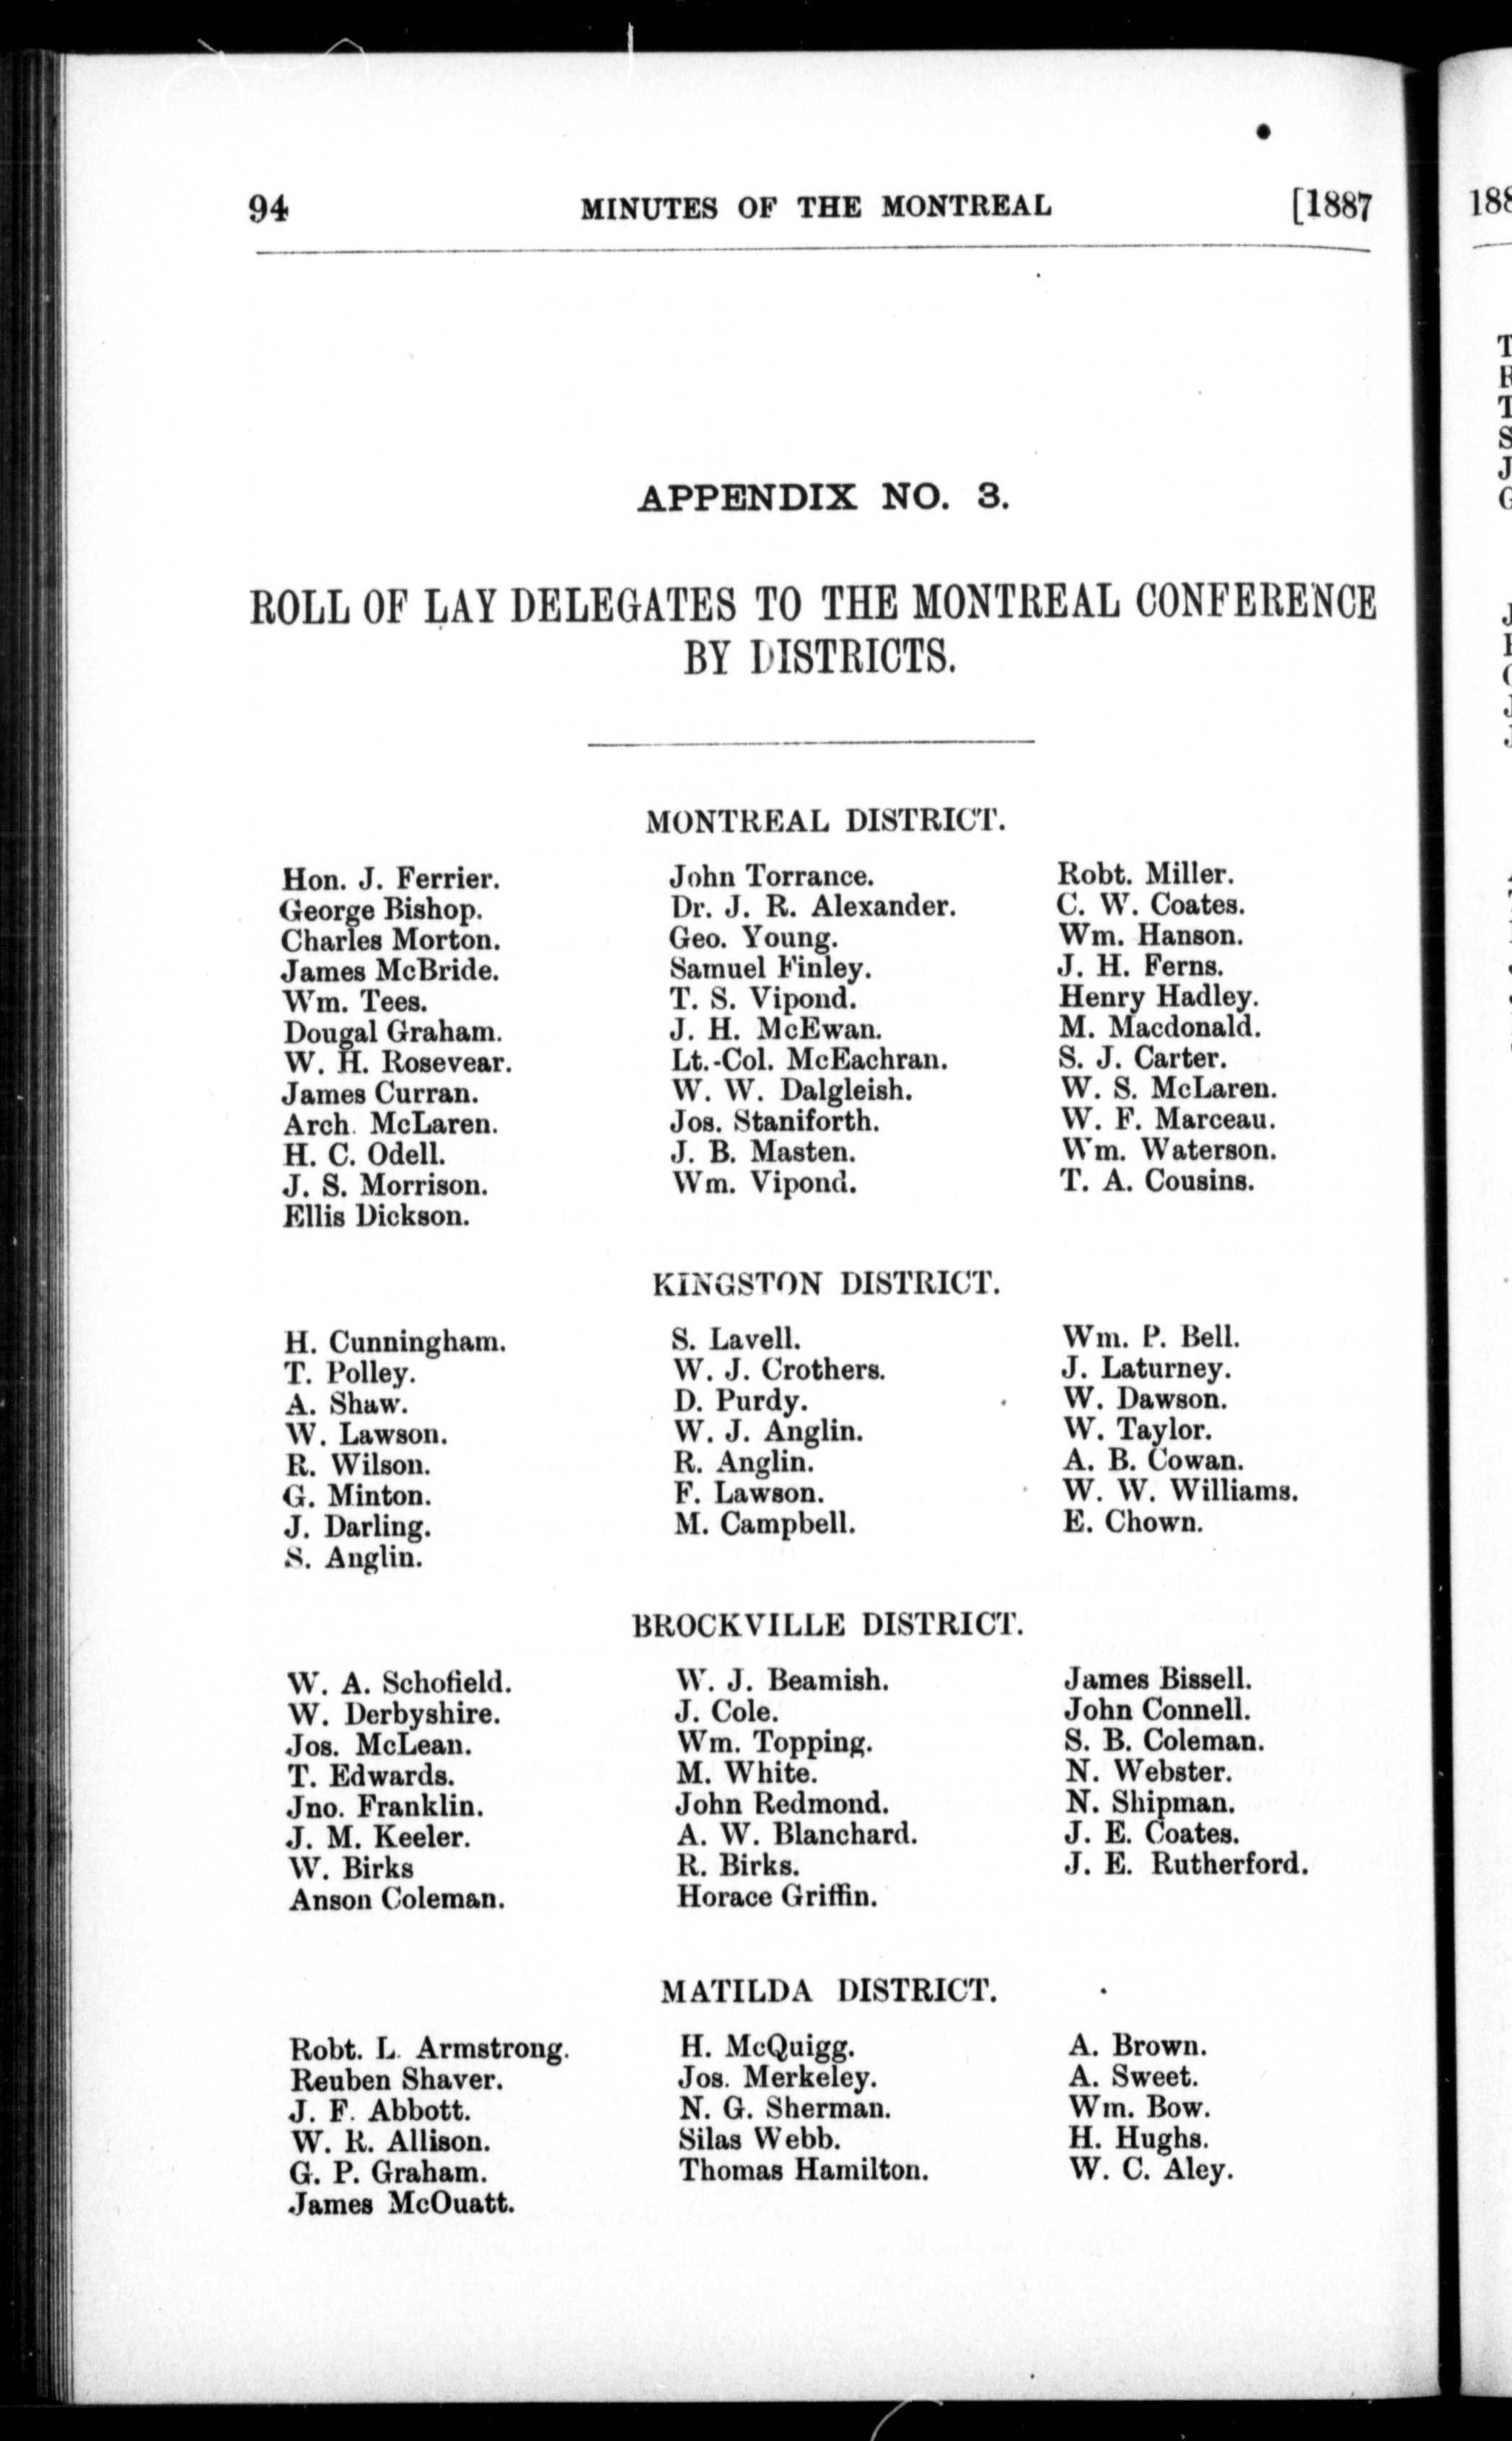 94 MINUTES OF THE MONTREAL [1887
APPENDIX NO. 3.
ROLL OF LAY DELEGATES TO THE MONTREAL CONFERENCE
BY DISTRICTS.
MONTREAL DISTRICT.
Hon. J. Ferrier. John Torrance. Robt. Miller.
George Bishop. Dr. J. R. Alexander. C. W. Coates.
Charles Morton. Geo. Young. Wm. Hanson.
James McBride. Samuel Finley. J. H. Ferns.
Wm. Tees. T. S. Vipond. Henry Hadley.
Dougal Graham. J. H. McEwan. M. Macdonald.
W. H. Rosevear. Lt.-Col. McEachran. S. J. Carter.
James Curran. W. W. Dalgleish. W. S. McLaren.
Arch. McLaren. Jos. Staniforth. W. F. Marceau.
H. C. Odell. J. B. Masten. Wm. Waterson.
J. S. Morrison. Wm. Vipond. T. A. Cousins.
Ellis Dickson.
KINGSTON DISTRICT.
H. Cunningham. S. Lavell. Wm. P. Bell.
T. Polley. W. J. Crothers. J. Laturney.
A. Shaw. D. Purdy. W. Dawson.
W. Lawson. W. J. Anglin. W. Taylor.
R. Wilson. R. Anglin. A. B. Cowan.
G. Minton. F. Lawson. W. W. Williams.
J. Darling. M. Campbell. E. Chown.
S. Anglin.
BROCKVILLE DISTRICT.
W. A. Schofield. W. J. Beamish. James Bissell.
W. Derbyshire. J. Cole. John Connell.
Jos. McLean. Wm. Topping. S. B. Coleman.
T. Edwards. M. White. N. Webster.
Jno. Franklin. John Redmond. N. Shipman.
J. M. Keeler. A. W. Blanchard. J. E. Coates.
W. Birks R. Birks. J. E. Rutherford.
Anson Coleman. Horace Griffin.
MATILDA DISTRICT.
Robt. L. Armstrong. H. McQuigg. A. Brown.
Reuben Shaver. Jos. Merkeley. A. Sweet.
J. F. Abbott. N. G. Sherman. Wm. Bow.
W. R. Allison. Silas Webb. H. Hughs.
G. P. Graham. Thomas Hamilton. W. C. Aley.
James McOuatt.